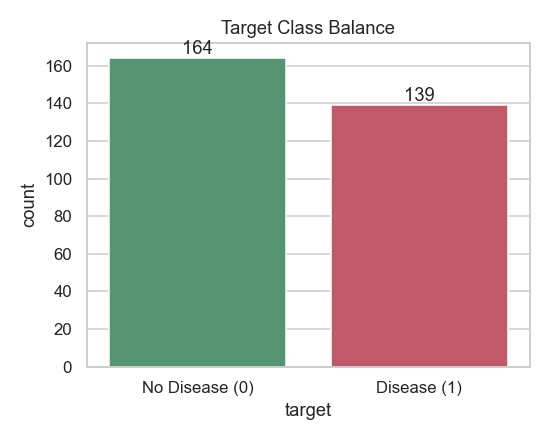 Target Class Balance
164
139
160
140
120
100
80
60
40
20
0
count
No Disease (0) Disease (1)
target